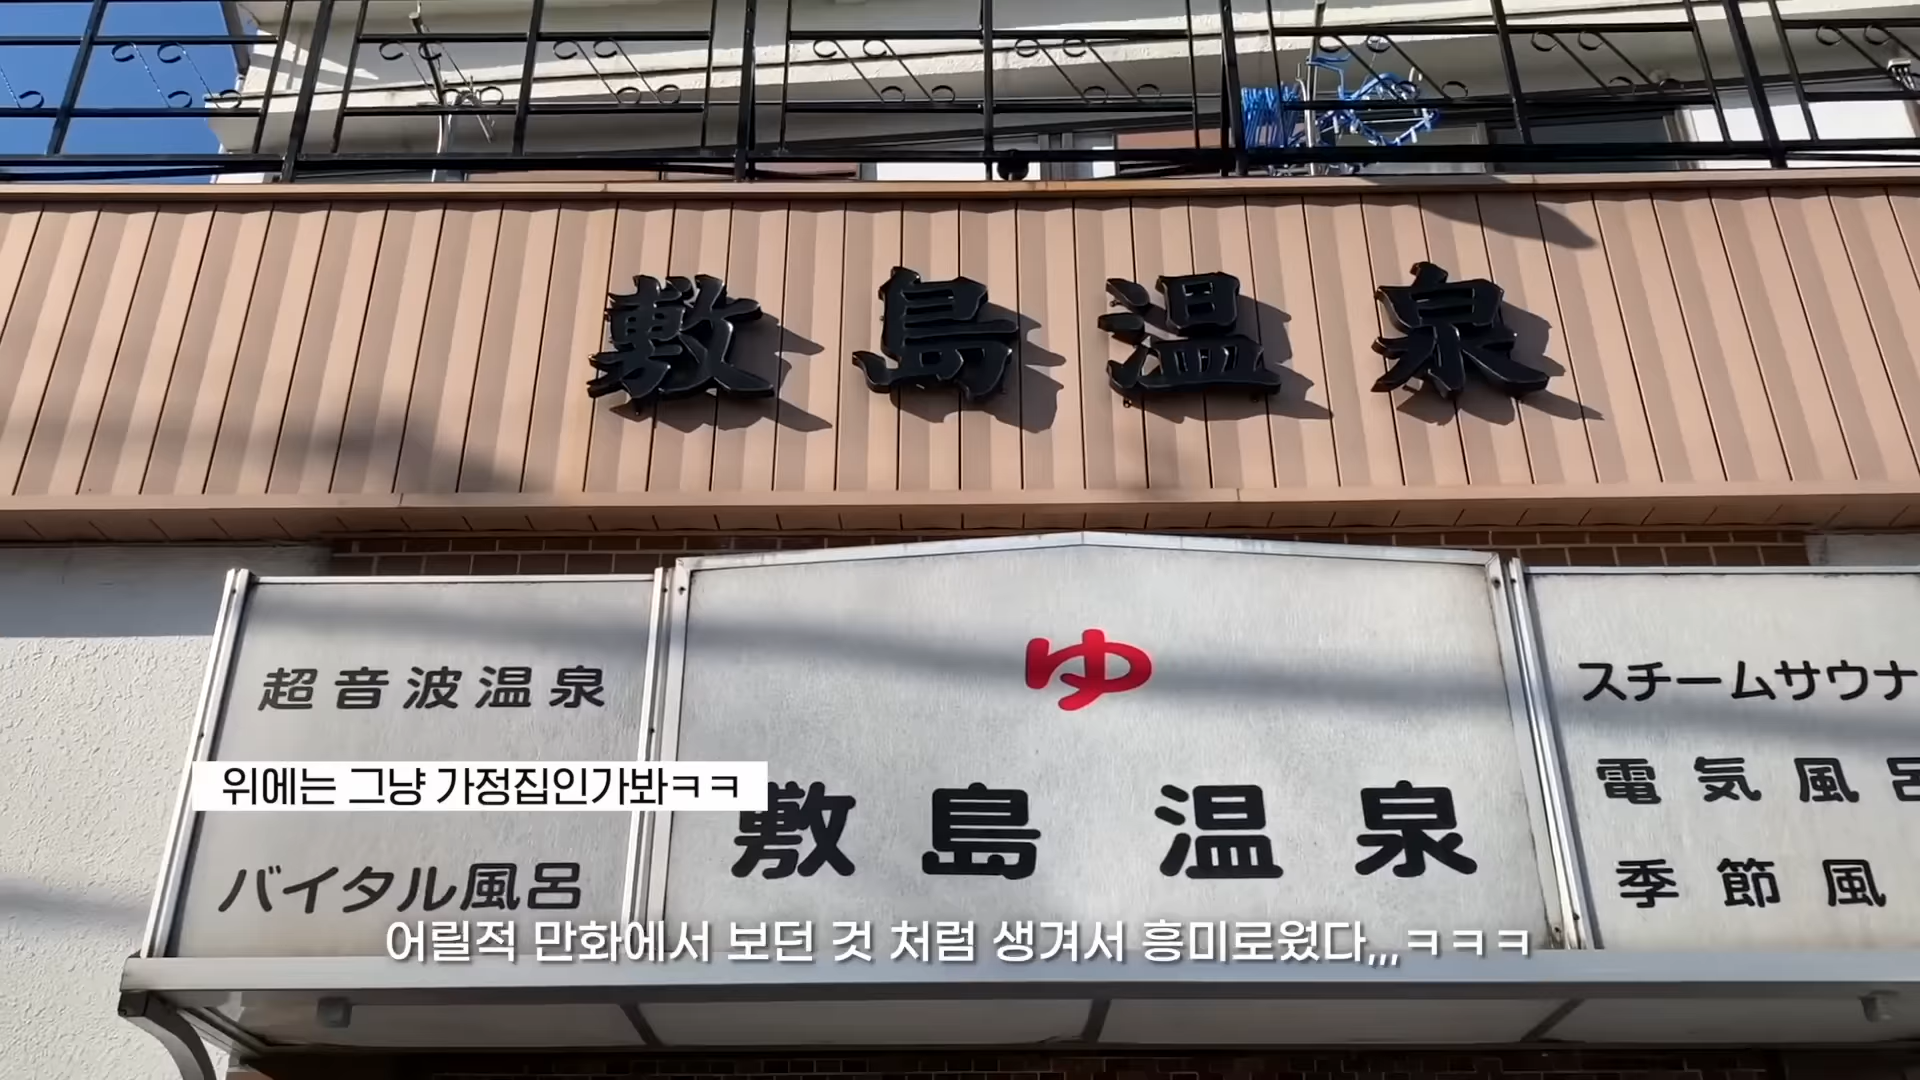 敷島温泉
ゆ
敷島温泉
超音波温泉
バイタル風呂
スチームサウナ
電気風呂
季節風
위에는 그냥 가정집인가봐ㅋㅋ
어릴적 만화에서 보던 것 처럼 생겨서 흥미로웠다,,,ㅋㅋㅋ